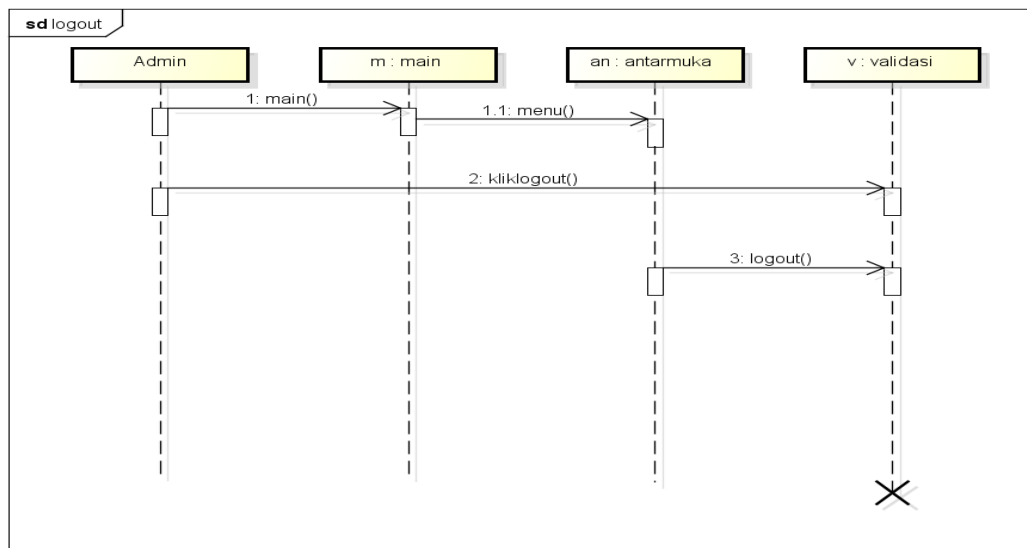 sd logout
Admin
m : main
an : antarmuka
v : validasi
1: main()
1.1: menu()
2: kliklogout()
3: logout()